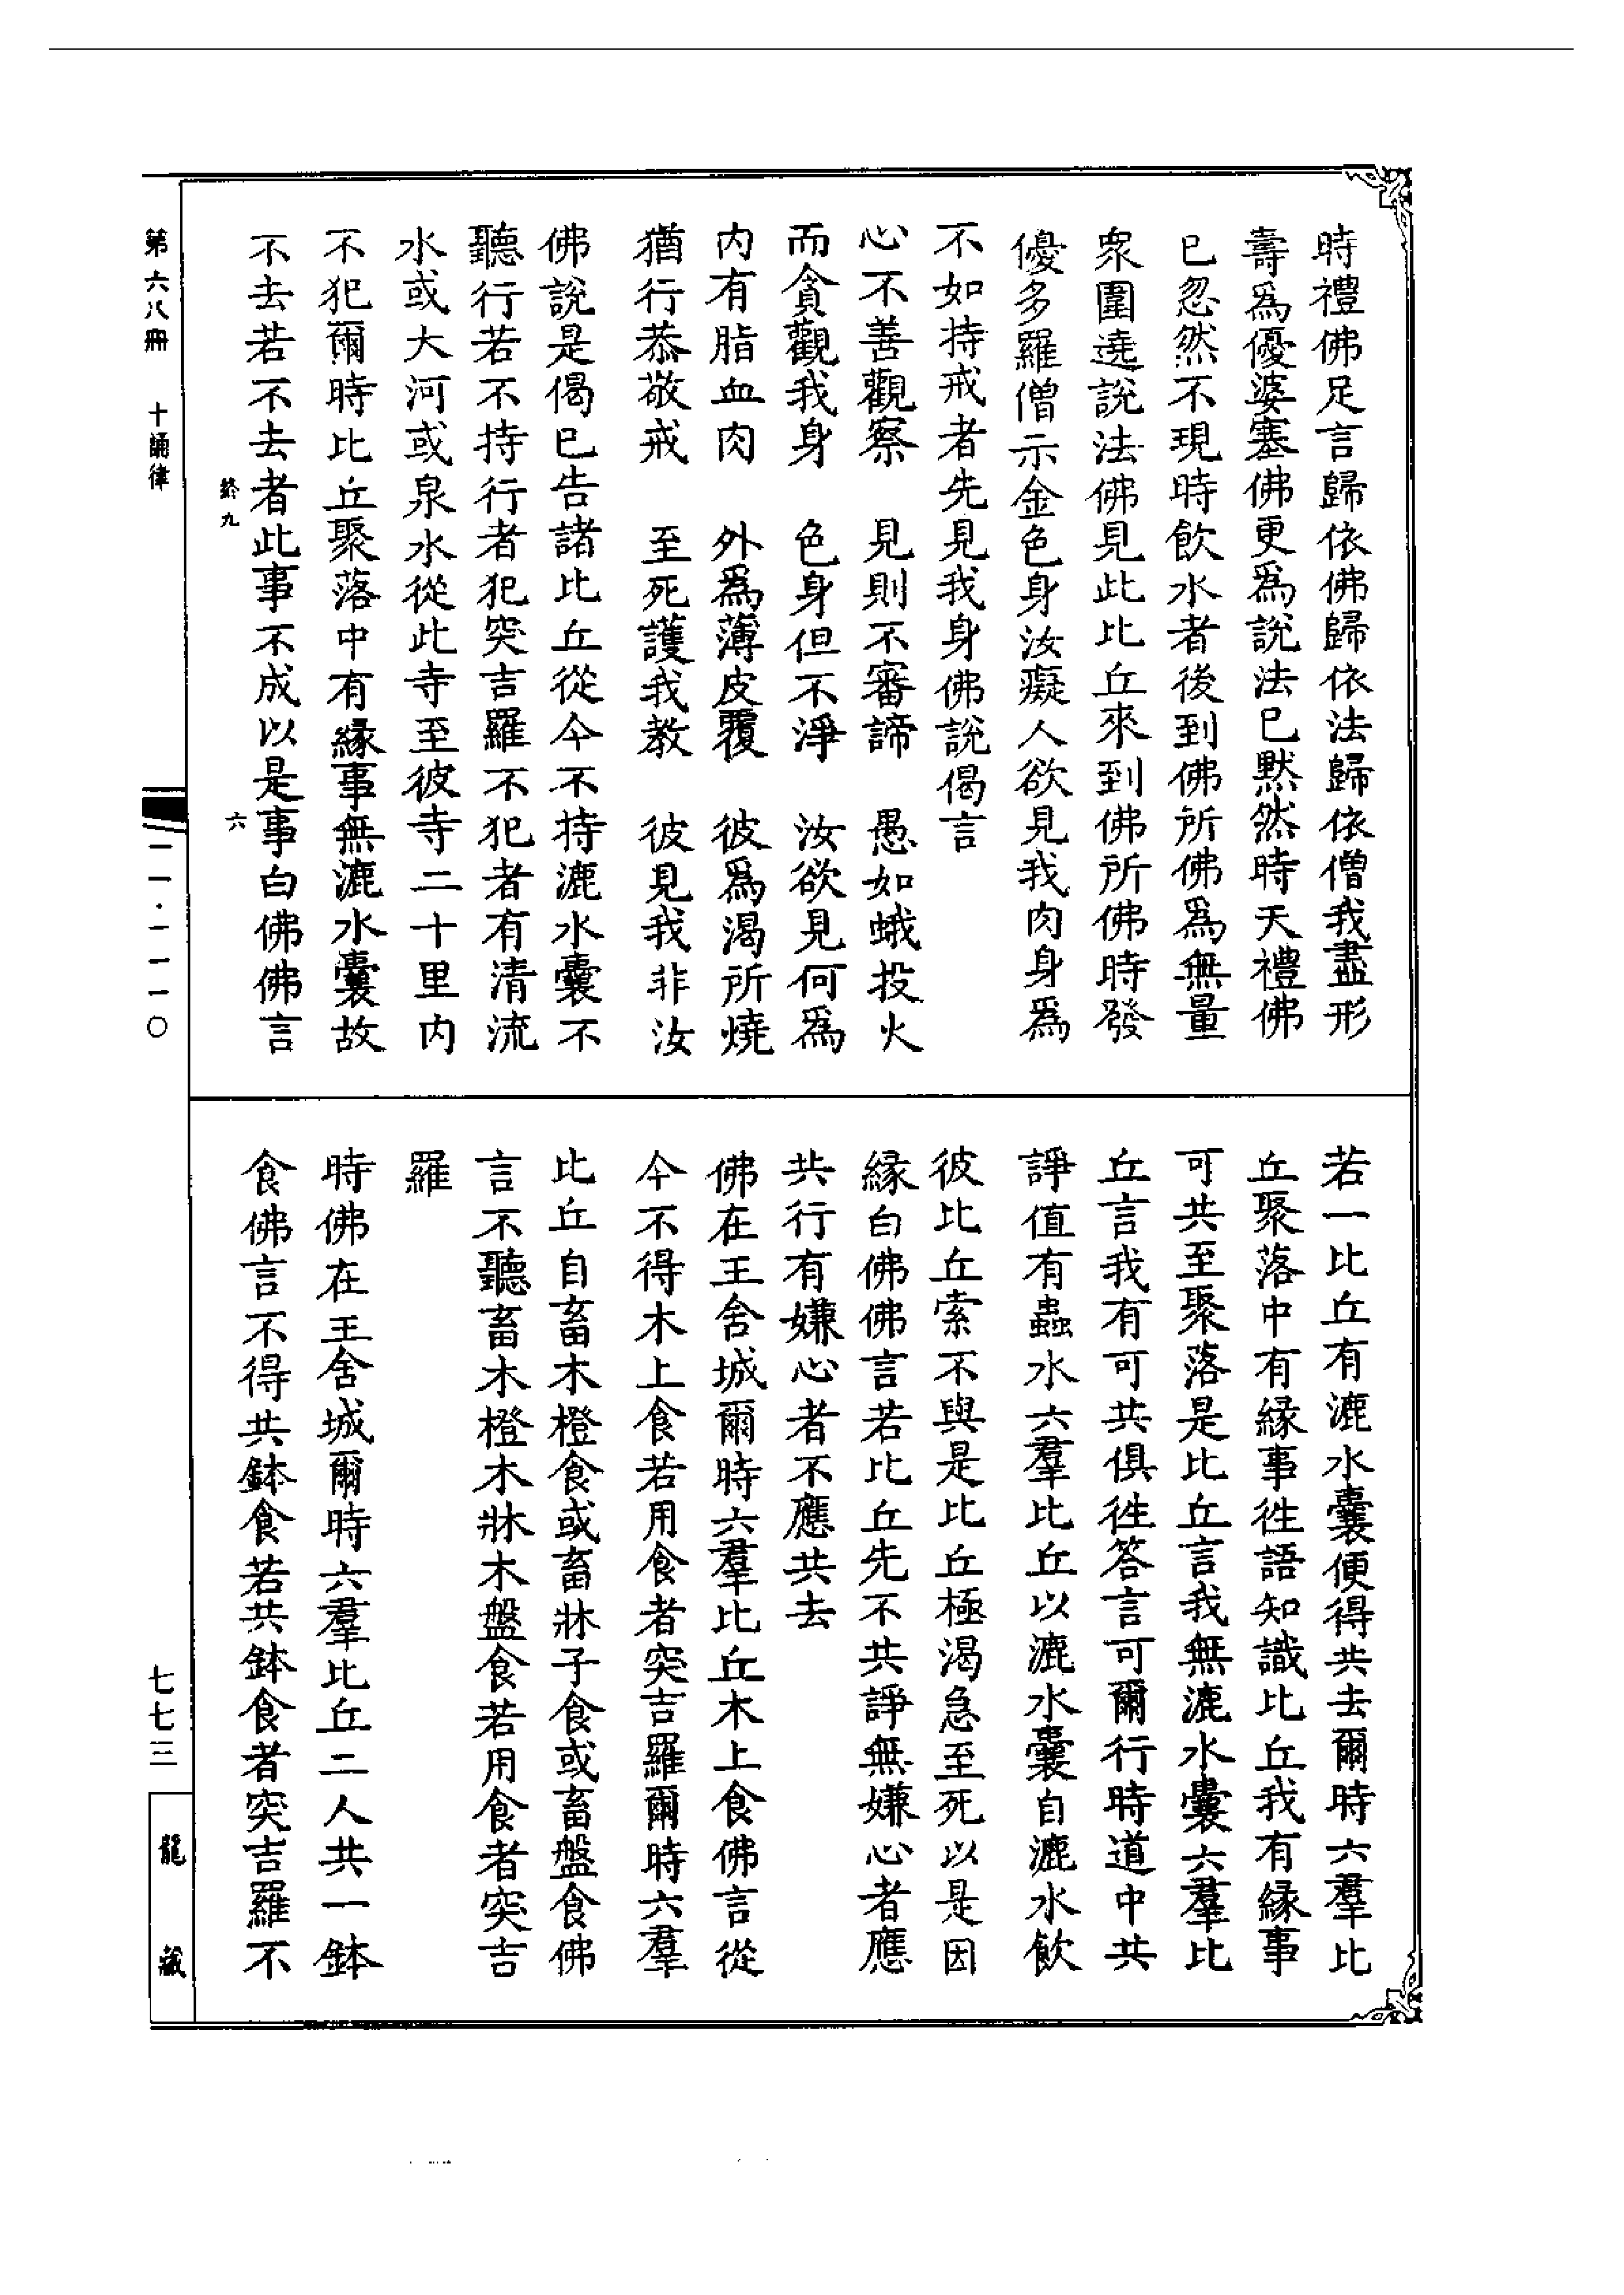 時禮佛足言歸依佛歸依法歸依僧我盡形
壽爲優婆塞佛更爲說法已默然時天禮佛
已忽然不現時飲水者後到佛所佛爲無量
衆圍遶說法佛見此比丘來到佛所佛時發
優多羅僧示金色身汝癡人欲見我肉身爲
不如持戒者先見我身佛說偈言
心不善觀察　見則不審諦　愚如蛾投火
而貪觀我身　色身但不淨　汝欲見何爲
內有脂血肉　外爲薄皮覆　彼爲渴所燒
猶行恭敬戒　至死護我教　彼見我非汝
佛說是偈已告諸比丘從今不持漉水囊不
聽行若不持行者犯突吉羅不犯者有清流
水或大河或泉水從此寺至彼寺二十里內
不犯爾時比丘聚落中有緣事無漉水囊故
不去若不去者此事不成以是事白佛佛言
若一比丘有漉水囊便得共去爾時六羣比
丘聚落中有緣事徃語知識比丘我有緣事
可共至聚落是比丘言我無漉水囊六羣比
丘言我有可共俱徃答言可爾行時道中共
諍值有蟲水六羣比丘以漉水囊自漉水飲
彼比丘索不與是比丘極渴急至死以是因
緣白佛佛言若比丘先不共諍無嫌心者應
共行有嫌心者不應共去
佛在王舍城爾時六羣比丘木上食佛言從
今不得木上食若用食者突吉羅爾時六羣
比丘自畜木橙食或畜牀子食或畜盤食佛
言不聽畜木橙木牀木盤食若用食者突吉
羅
時佛在王舍城爾時六羣比丘二人共一鉢
食佛言不得共鉢食若共鉢食者突吉羅不
終九　六
第六八冊　十誦律
一一·一一一〇
七七三
龍藏